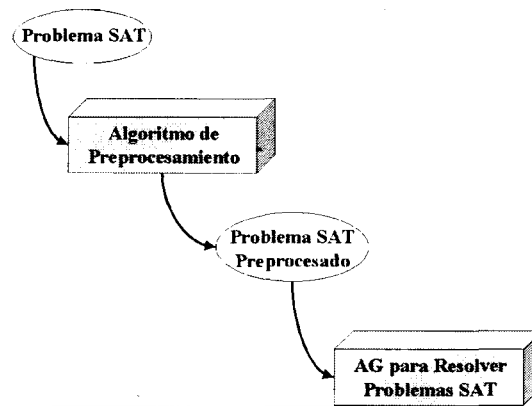 Problema SAT
Algoritmo de
Preprocesamiento
Problema SAT
Preprocesado
AG para Resolver
Problemas SAT